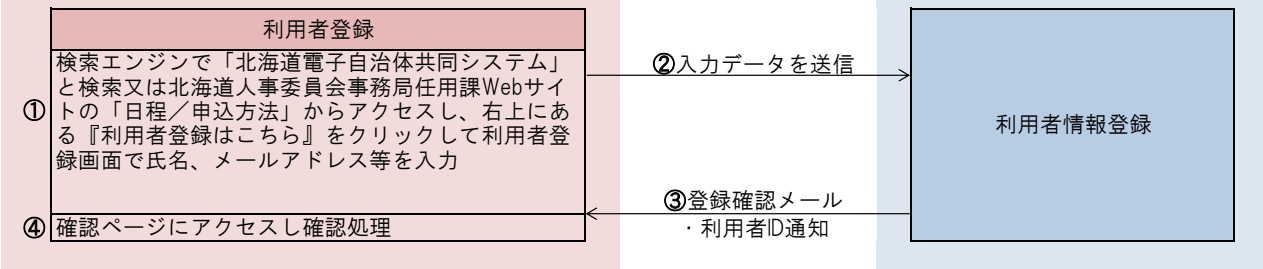 利用者登録
① 検索エンジンで「北海道電子自治体共同システム」
と検索又は北海道人事委員会事務局任用課Webサイ
トの「日程／申込方法」からアクセスし、右上にあ
る『利用者登録はこちら』をクリックして利用者登
録画面で氏名、メールアドレス等を入力
②入力データを送信
利用者情報登録
③登録確認メール
・利用者ID通知
④ 確認ページにアクセスし確認処理